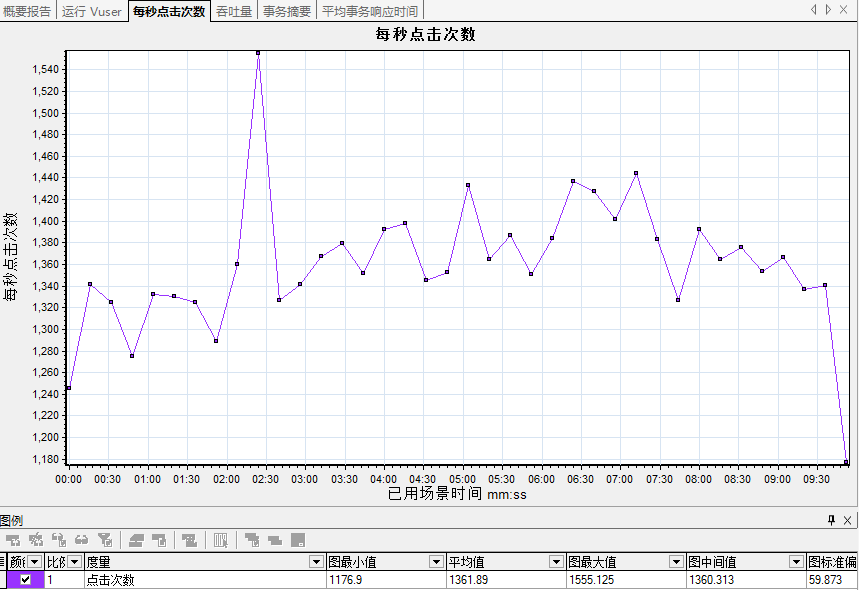 概要报告 运行 Vuser 每秒点击次数 吞吐量 事务摘要 平均事务响应时间
每秒点击次数
每秒点击次数
1,540
1,520
1,500
1,480
1,460
1,440
1,420
1,400
1,380
1,360
1,340
1,320
1,300
1,280
1,260
1,240
1,220
1,200
1,180
00:00 00:30 01:00 01:30 02:00 02:30 03:00 03:30 04:00 04:30 05:00 05:30 06:00 06:30 07:00 07:30 08:00 08:30 09:00 09:30
已用场景时间 mm:ss
图例
颜 比例 度量 图最小值 平均值 图最大值 图中间值 图标准偏
1 点击次数 1176.9 1361.89 1555.125 1360.313 59.873